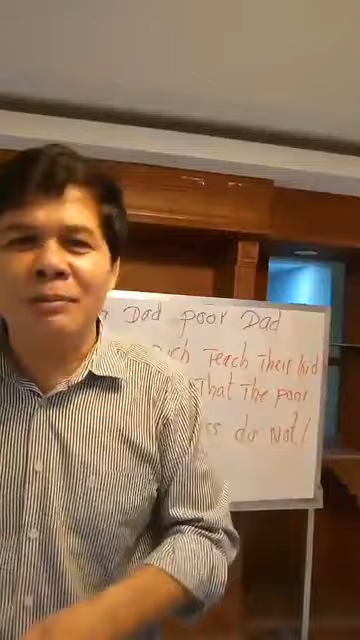 Dad poor Dad
Teach Their kid
That The poor
do Not!